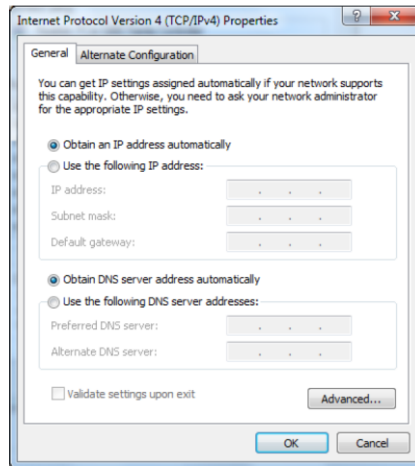 Internet Protocol Version 4 (TCP/IPv4) Properties
General
Alternate Configuration
You can get IP settings assigned automatically if your network supports
this capability. Otherwise, you need to ask your network administrator
for the appropriate IP settings.
Obtain an IP address automatically
Use the following IP address:
IP address:
Subnet mask:
Default gateway:
Obtain DNS server address automatically
Use the following DNS server addresses:
Preferred DNS server:
Alternate DNS server:
Validate settings upon exit
Advanced...
OK
Cancel